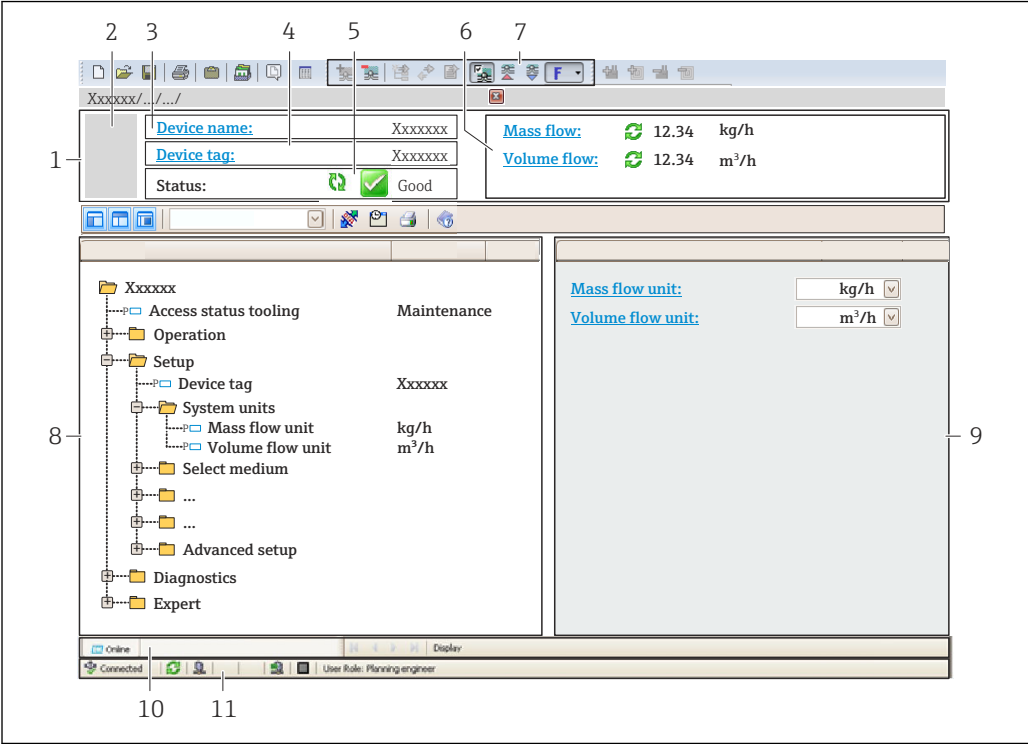 2 3 4 5 6 7
F
Xxxxxx/.../.../
1
Device name: Xxxxxxx
Device tag: Xxxxxxx
Status: Good
Mass flow: 12.34 kg/h
Volume flow: 12.34 m³/h
Xxxxxx
P Access status tooling Maintenance
Operation
Setup
P Device tag Xxxxxx
System units
P Mass flow unit kg/h
P Volume flow unit m³/h
Select medium
...
...
Advanced setup
Diagnostics
Expert
8
Mass flow unit: kg/h
Volume flow unit: m³/h
9
Online Display
Connected User Role: Planning engineer
10 11